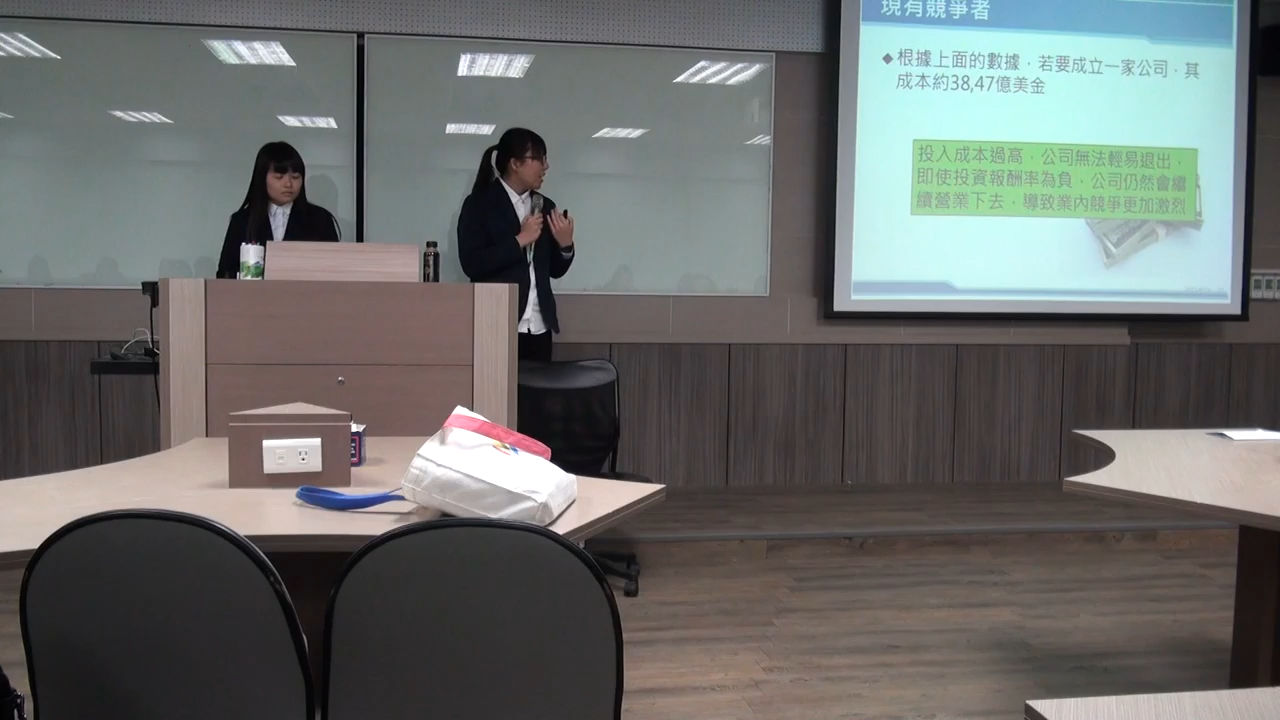 現有競爭者
◆根據上面的數據，若要成立一家公司，其
成本約38,47億美金
投入成本過高，公司無法輕易退出，
即使投資報酬率為負，公司仍然會繼
續營業下去，導致業內競爭更加激烈